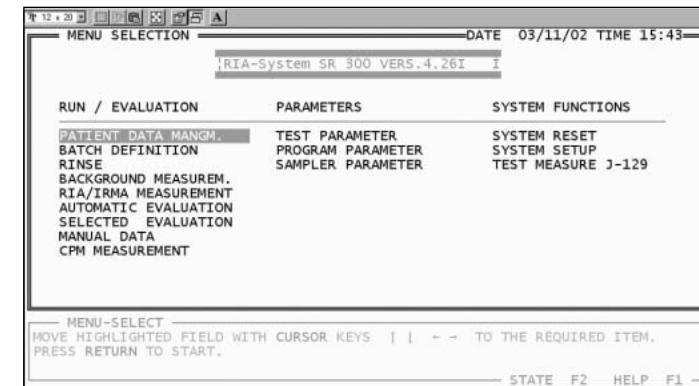 12 x 20 A
MENU SELECTION DATE 03/11/02 TIME 15:43
RIA-System SR 300 VERS.4.26I I
RUN / EVALUATION PARAMETERS SYSTEM FUNCTIONS
PATIENT DATA MANGM. TEST PARAMETER SYSTEM RESET
BATCH DEFINITION PROGRAM PARAMETER SYSTEM SETUP
RINSE SAMPLER PARAMETER TEST MEASURE J-129
BACKGROUND MEASUREM.
RIA/IRMA MEASUREMENT
AUTOMATIC EVALUATION
SELECTED EVALUATION
MANUAL DATA
CPM MEASUREMENT
MENU-SELECT
MOVE HIGHLIGHTED FIELD WITH CURSOR KEYS ↑ ↓ ← → TO THE REQUIRED ITEM.
PRESS RETURN TO START.
STATE F2 HELP F1